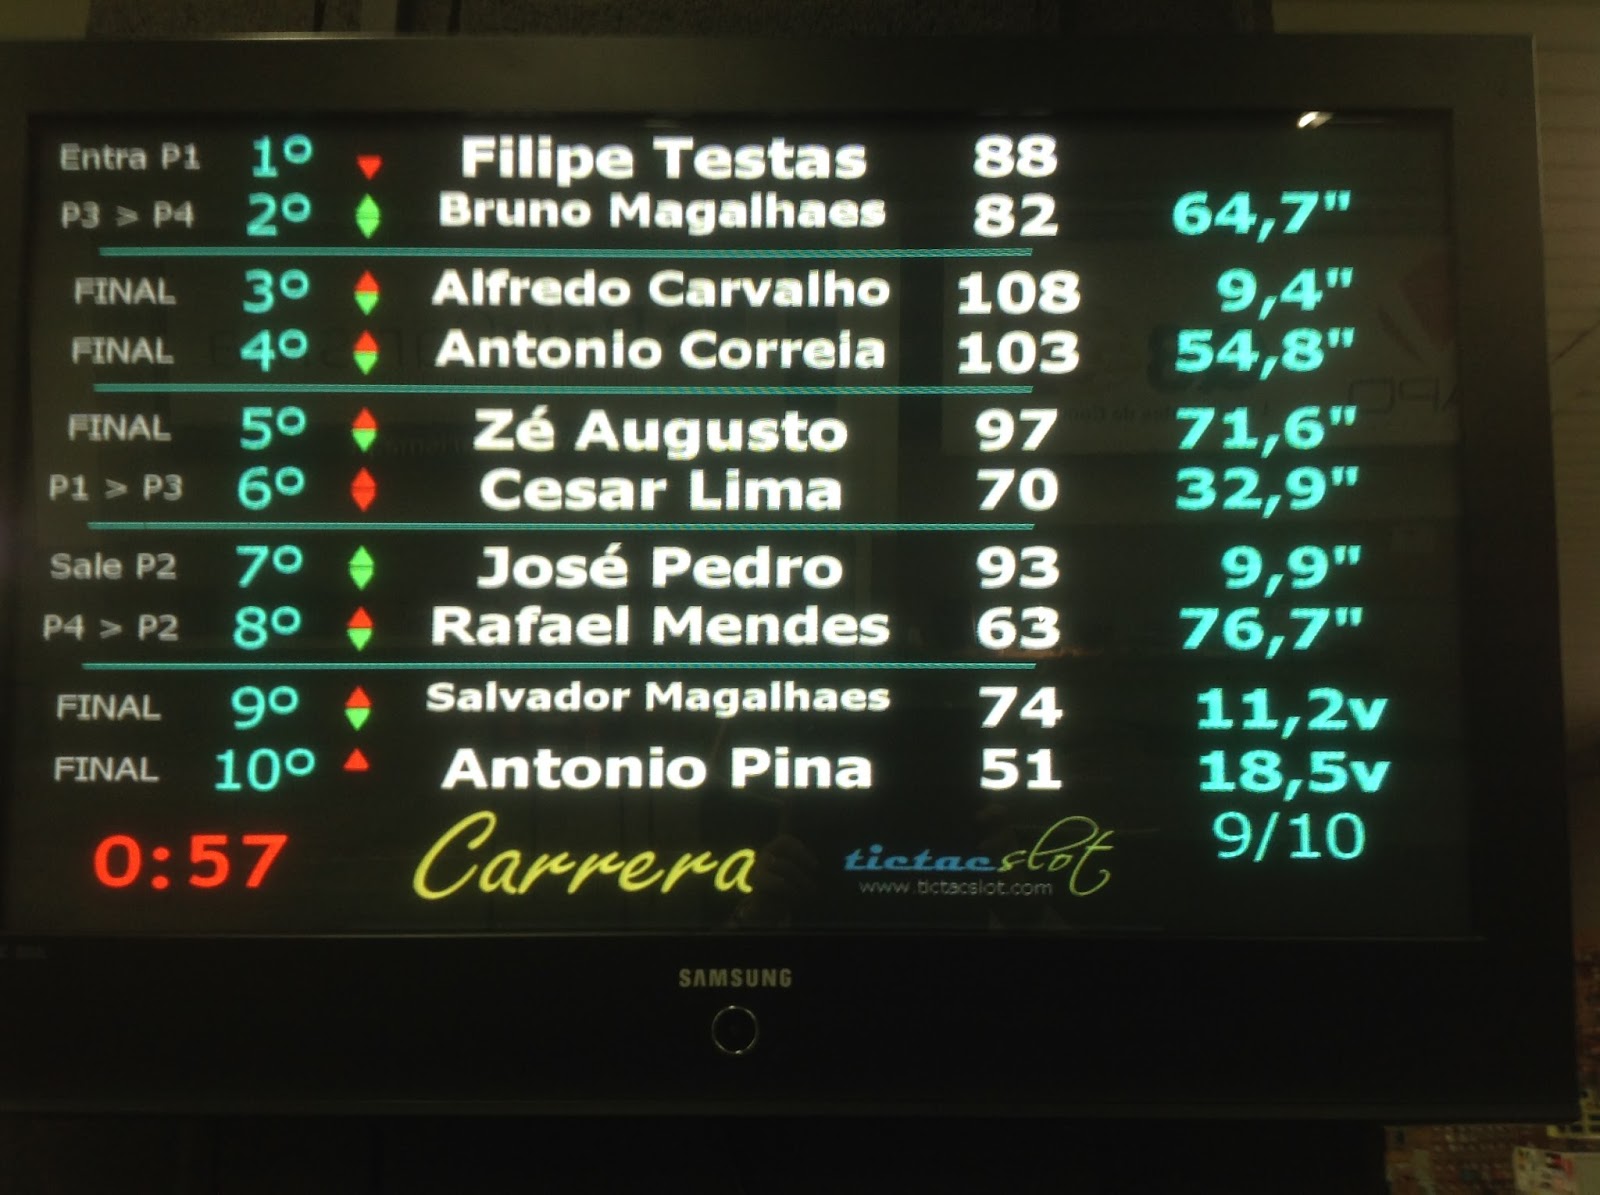 Entra P1 1º Filipe Testas 88
P3 > P4 2º Bruno Magalhaes 82 64,7"
FINAL 3º Alfredo Carvalho 108 9,4"
FINAL 4º Antonio Correia 103 54,8"
FINAL 5º Zé Augusto 97 71,6"
P1 > P3 6º Cesar Lima 70 32,9"
Sale P2 7º José Pedro 93 9,9"
P4 > P2 8º Rafael Mendes 63 76,7"
FINAL 9º Salvador Magalhaes 74 11,2v
FINAL 10º Antonio Pina 51 18,5v
0:57 Carrera tictacslot 9/10
www.tictacslot.com
SAMSUNG